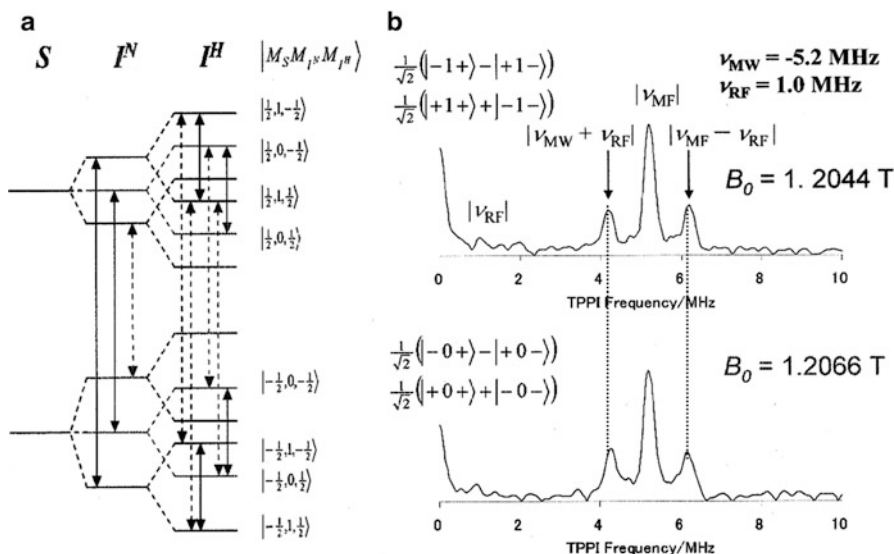 a
S I^N I^H |M_S M_{I^N} M_{I^H}⟩
|½,1,-½⟩
|½,0,-½⟩
|½,1,½⟩
|½,0,½⟩
|-½,0,-½⟩
|-½,1,-½⟩
|-½,0,½⟩
|-½,1,½⟩
b
1/√2(|-1+⟩-|+1-⟩)
1/√2(|+1+⟩+|-1-⟩)
ν_MW = -5.2 MHz
ν_RF = 1.0 MHz
|ν_MF|
|ν_MW + ν_RF| |ν_MF - ν_RF|
|ν_RF|
B_0 = 1. 2044 T
0 2 4 6 8 10
TPPI Frequency/MHz
1/√2(|-0+⟩-|+0-⟩)
1/√2(|+0+⟩+|-0-⟩)
B_0 = 1.2066 T
0 2 4 6 8 10
TPPI Frequency/MHz